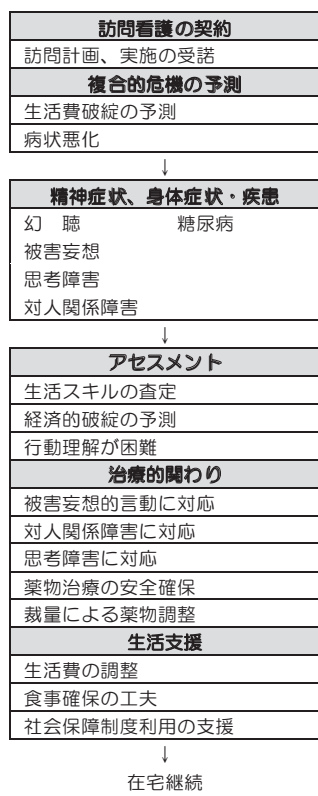 訪問看護の契約
訪問計画、実施の受諾
複合的危機の予測
生活費破綻の予測
病状悪化
↓
精神症状、身体症状・疾患
幻　聴　　　糖尿病
被害妄想
思考障害
対人関係障害
↓
アセスメント
生活スキルの査定
経済的破綻の予測
行動理解が困難
治療的関わり
被害妄想的言動に対応
対人関係障害に対応
思考障害に対応
薬物治療の安全確保
裁量による薬物調整
生活支援
生活費の調整
食事確保の工夫
社会保障制度利用の支援
↓
在宅継続